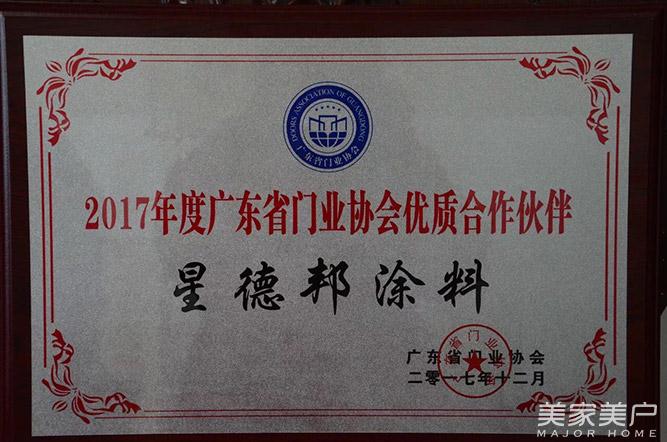 DOORS ASSOCIATION OF GUANGDONG
广东省门业协会
2017年度广东省门业协会优质合作伙伴
星德邦涂料
广东省门业协会
二零一七年十二月
美家美户
MAJOR HOME